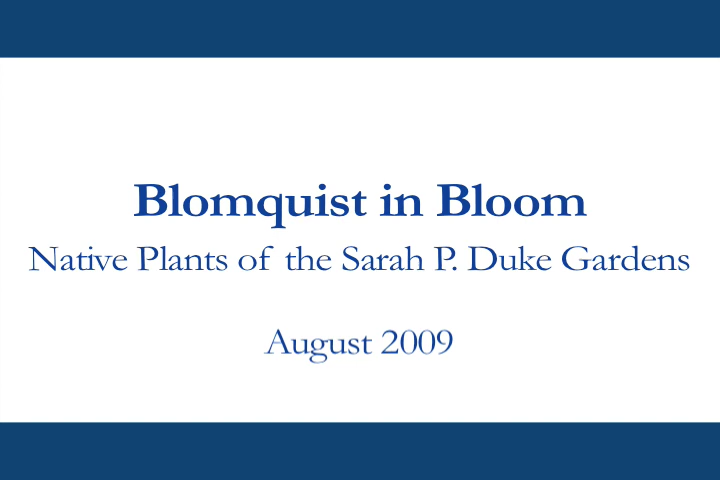 Blomquist in Bloom
Native Plants of the Sarah P. Duke Gardens
August 2009